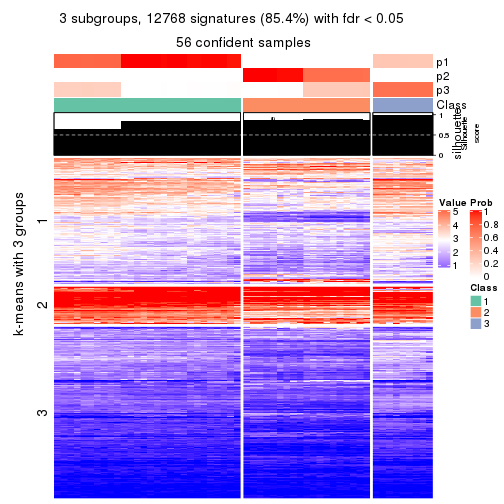 3 subgroups, 12768 signatures (85.4%) with fdr < 0.05
56 confident samples
p1
p2
p3
Class
1
0.5
0
silhouette
Silhouette
score
k-means with 3 groups
1
2
3
Value
5
4
3
2
1
Prob
1
0.8
0.6
0.4
0.2
0
Class
1
2
3